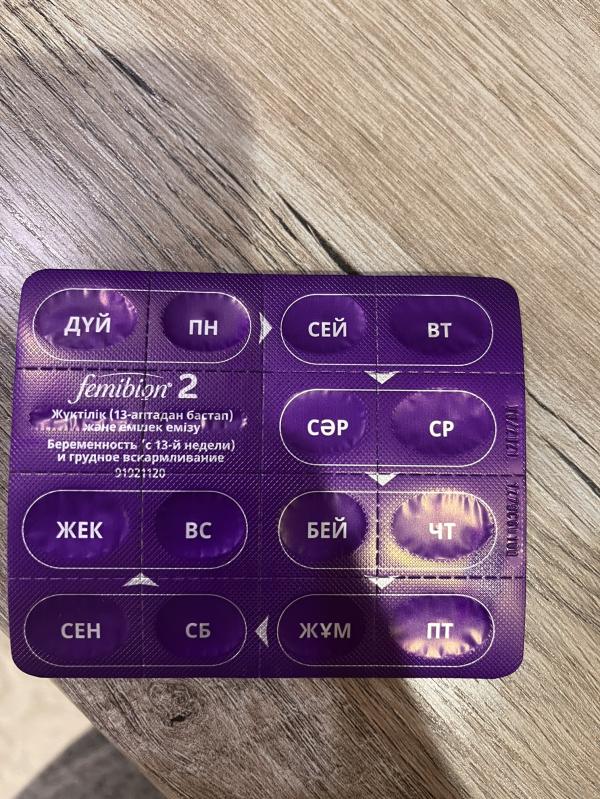 ДҮЙ ПН СЕЙ ВТ
femibion® 2
Жүктілік (13-аптадан бастап)
және емшек емізу
Беременность (с 13-й недели)
и грудное вскармливание
91921120
СӘР СР
ЖЕК ВС БЕЙ ЧТ
СЕН СБ ЖҰМ ПТ